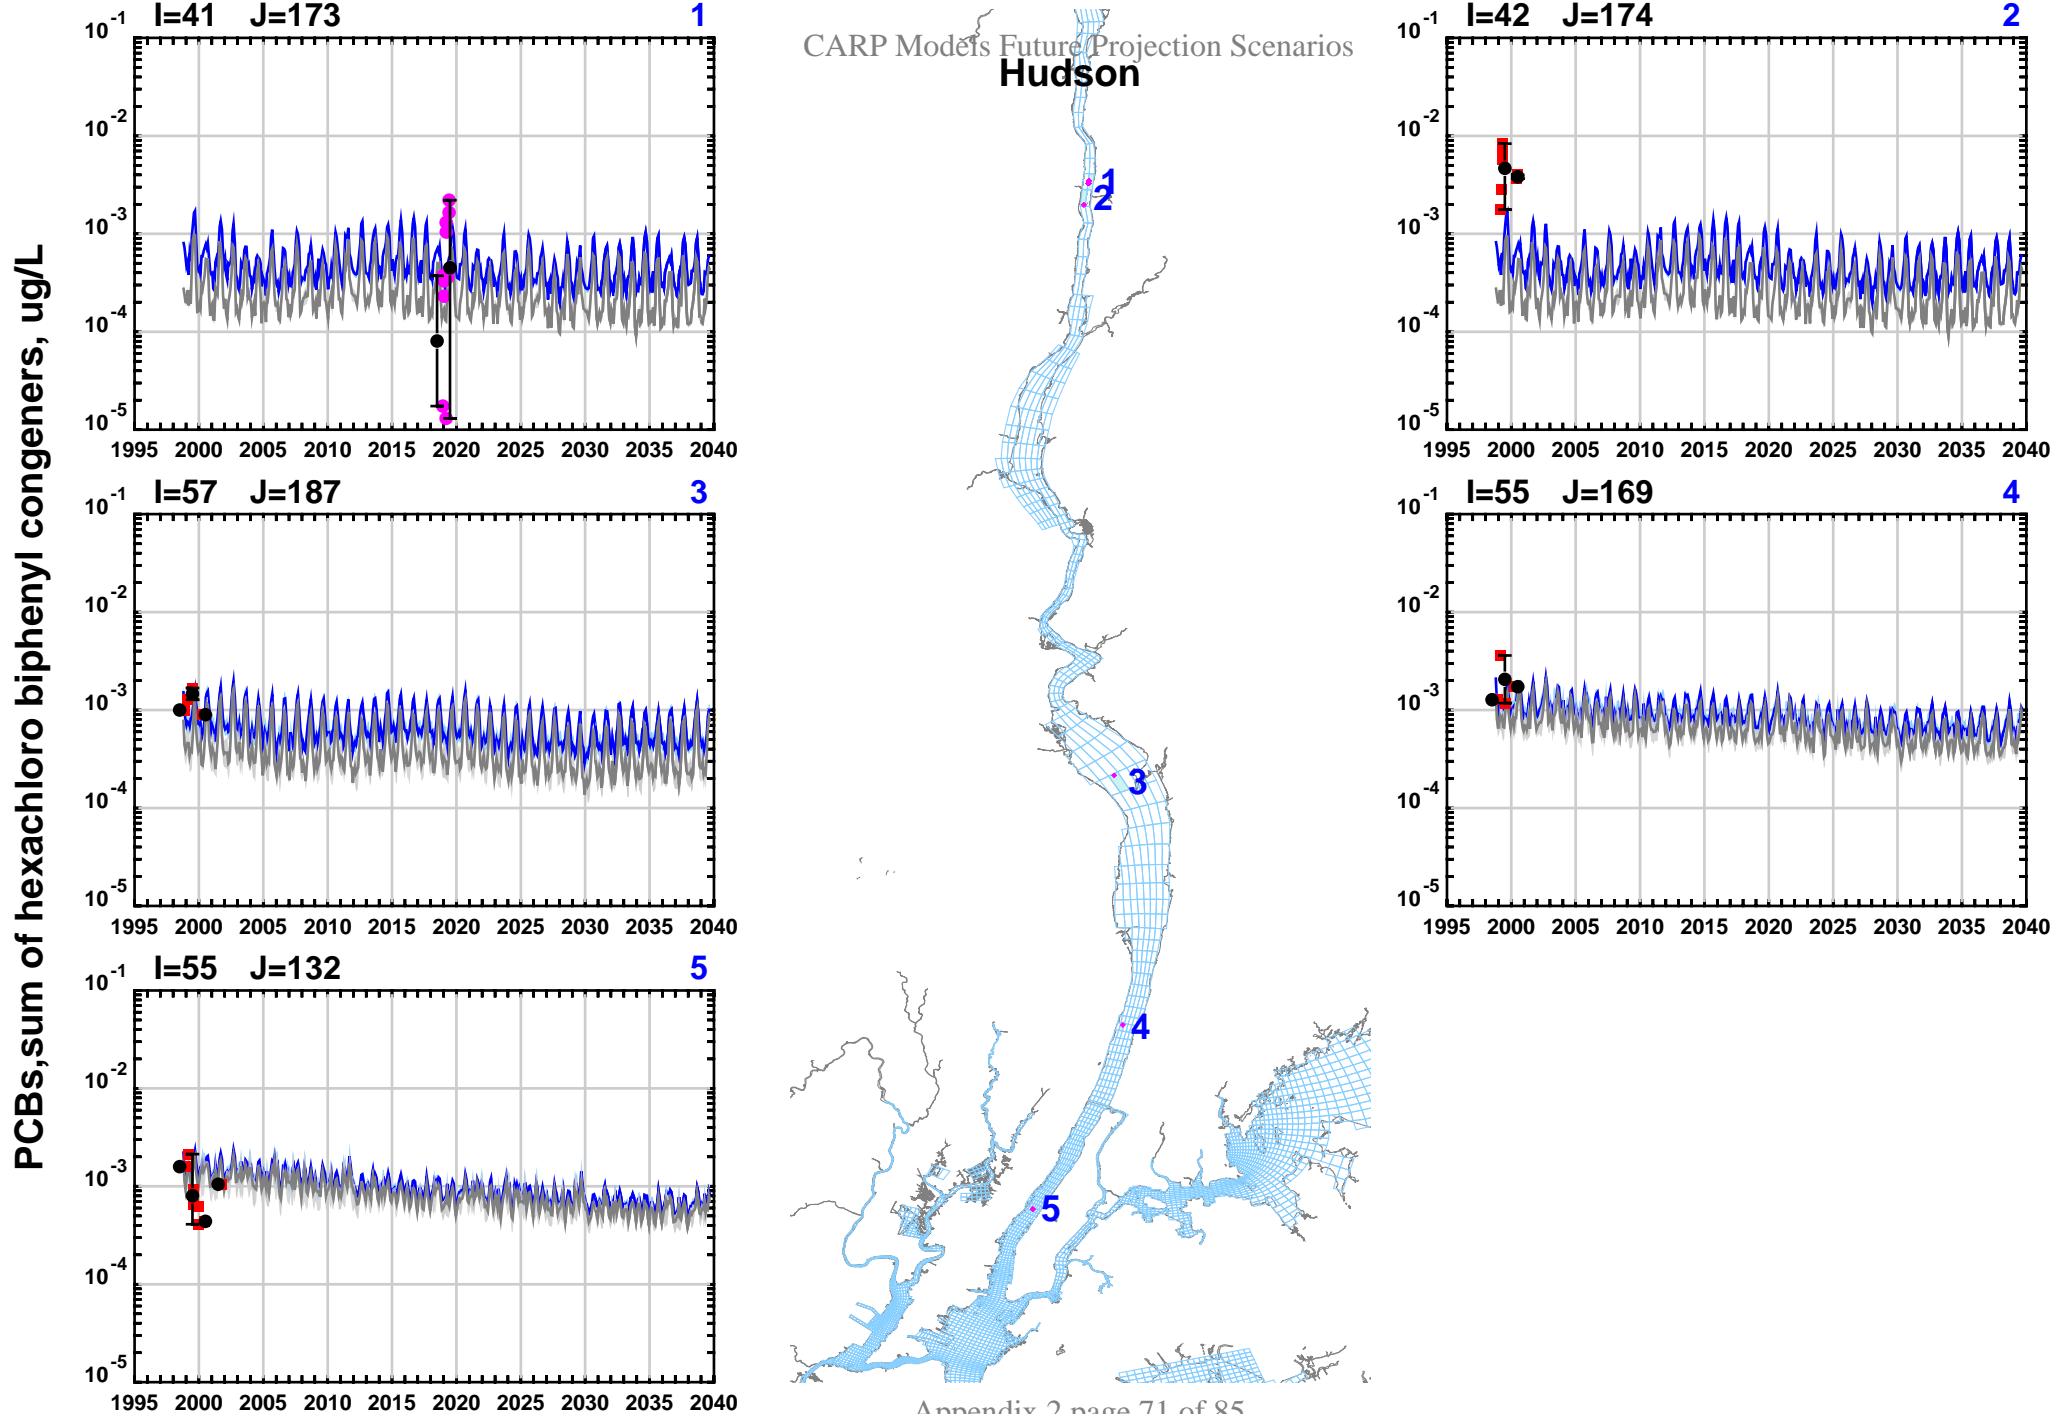 CARP Models Future Projection Scenarios
Hudson
PCBs,sum of hexachloro biphenyl congeners, ug/L
I=41 J=173 1
10-1
10-2
10-3
10-4
10-5
1995 2000 2005 2010 2015 2020 2025 2030 2035 2040
I=42 J=174 2
10-1
10-2
10-3
10-4
10-5
1995 2000 2005 2010 2015 2020 2025 2030 2035 2040
I=57 J=187 3
10-1
10-2
10-3
10-4
10-5
1995 2000 2005 2010 2015 2020 2025 2030 2035 2040
I=55 J=169 4
10-1
10-2
10-3
10-4
10-5
1995 2000 2005 2010 2015 2020 2025 2030 2035 2040
I=55 J=132 5
10-1
10-2
10-3
10-4
10-5
1995 2000 2005 2010 2015 2020 2025 2030 2035 2040
1
2
3
4
5
Appendix 2 page 71 of 85